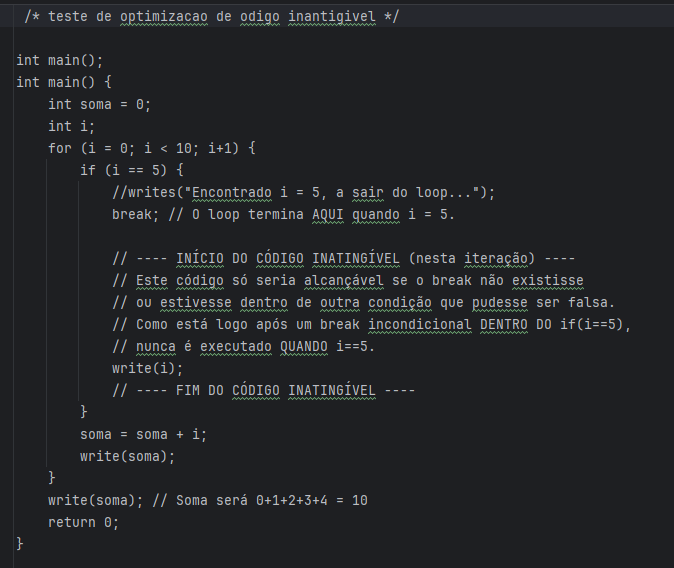 /* teste de optimizacao de odigo inantigivel */
int main();
int main() {
int soma = 0;
int i;
for (i = 0; i < 10; i+1) {
if (i == 5) {
//writes("Encontrado i = 5, a sair do loop...");
break; // O loop termina AQUI quando i = 5.
// ---- INÍCIO DO CÓDIGO INATINGÍVEL (nesta iteração) ----
// Este código só seria alcançável se o break não existisse
// ou estivesse dentro de outra condição que pudesse ser falsa.
// Como está logo após um break incondicional DENTRO DO if(i==5),
// nunca é executado QUANDO i==5.
write(i);
// ---- FIM DO CÓDIGO INATINGÍVEL ----
}
soma = soma + i;
write(soma);
}
write(soma); // Soma será 0+1+2+3+4 = 10
return 0;
}